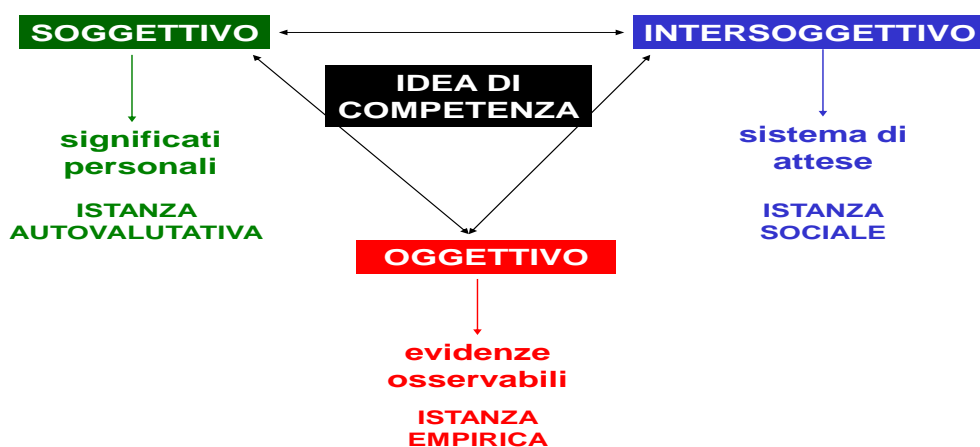 SOGGETTIVO
INTERSOGGETTIVO
IDEA DI
COMPETENZA
significati
personali
ISTANZA
AUTOVALUTATIVA
sistema di
attese
ISTANZA
SOCIALE
OGGETTIVO
evidenze
osservabili
ISTANZA
EMPIRICA